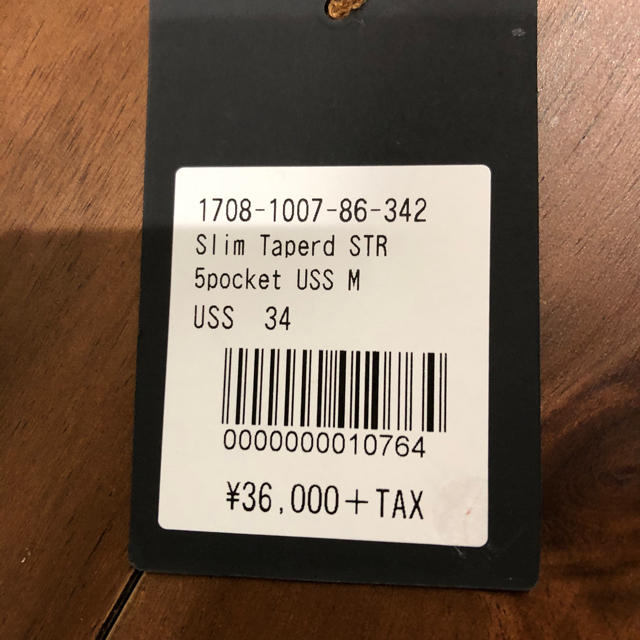 1708-1007-86-342
Slim Taperd STR
5pocket USS M
USS 34
0000000010764
¥36,000+TAX